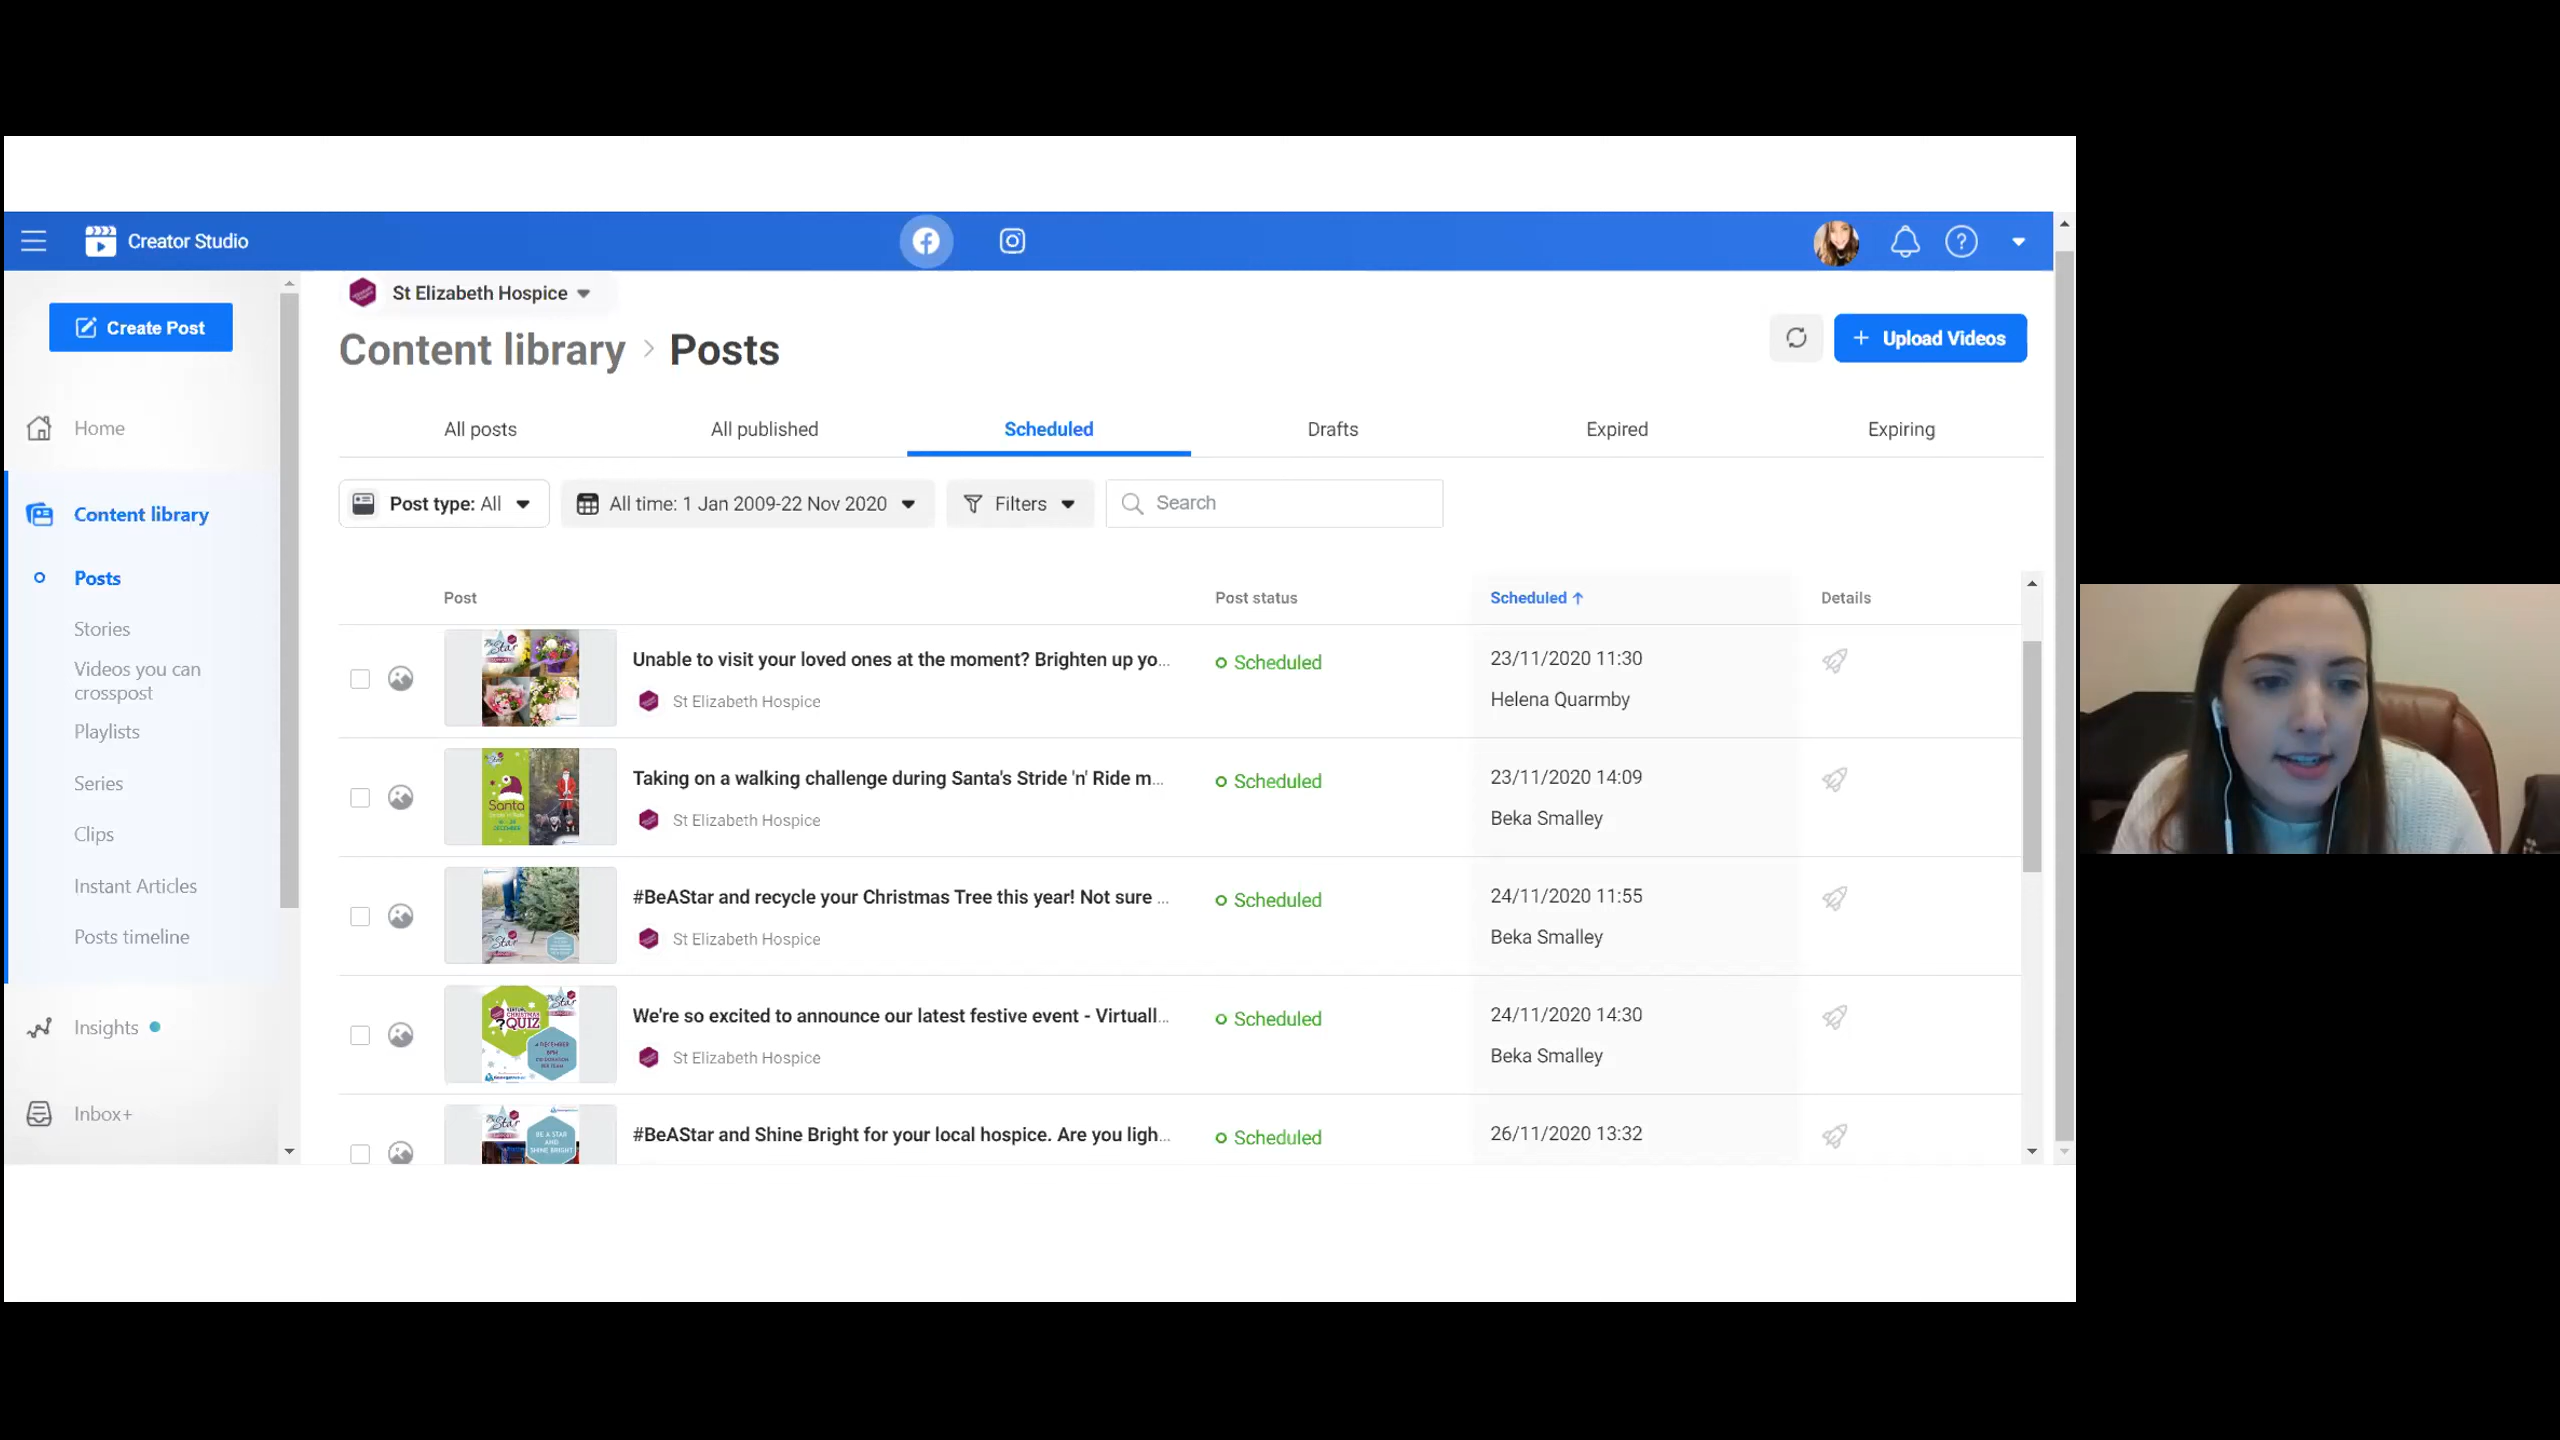 Creator Studio
St Elizabeth Hospice
Create Post
Content library > Posts
+ Upload Videos
All posts
All published
Scheduled
Drafts
Expired
Expiring
Home
Content library
Posts
Stories
Videos you can
crosspost
Playlists
Series
Clips
Instant Articles
Posts timeline
Insights
Inbox+
Post type: All
All time: 1 Jan 2009-22 Nov 2020
Filters
Search
Post
Post status
Scheduled ↑
Details
Unable to visit your loved ones at the moment? Brighten up yo...
St Elizabeth Hospice
Scheduled
23/11/2020 11:30
Helena Quarmby
Santa
Taking on a walking challenge during Santa's Stride 'n' Ride m...
St Elizabeth Hospice
Scheduled
23/11/2020 14:09
Beka Smalley
#BeAStar and recycle your Christmas Tree this year! Not sure ...
St Elizabeth Hospice
Scheduled
24/11/2020 11:55
Beka Smalley
?QUIZ
We're so excited to announce our latest festive event - Virtuall...
St Elizabeth Hospice
Scheduled
24/11/2020 14:30
Beka Smalley
BE A STAR
AND
SHINE BRIGHT
#BeAStar and Shine Bright for your local hospice. Are you ligh...
Scheduled
26/11/2020 13:32